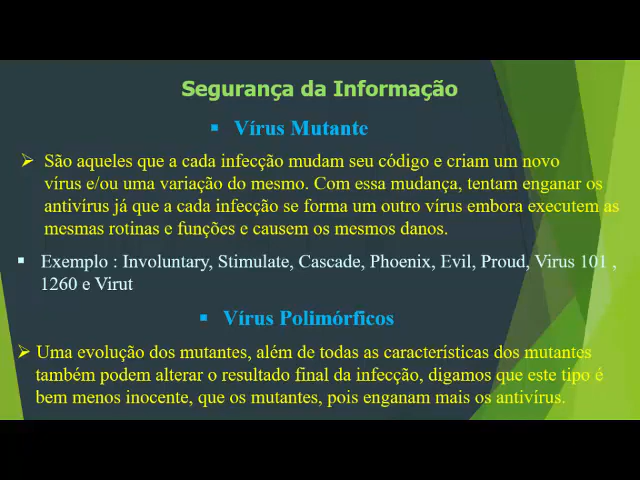 Segurança da Informação
▪ Vírus Mutante
➢ São aqueles que a cada infecção mudam seu código e criam um novo
vírus e/ou uma variação do mesmo. Com essa mudança, tentam enganar os
antivírus já que a cada infecção se forma um outro vírus embora executem as
mesmas rotinas e funções e causem os mesmos danos.
▪ Exemplo : Involuntary, Stimulate, Cascade, Phoenix, Evil, Proud, Virus 101 ,
1260 e Virut
▪ Vírus Polimórficos
➢ Uma evolução dos mutantes, além de todas as características dos mutantes
também podem alterar o resultado final da infecção, digamos que este tipo é
bem menos inocente, que os mutantes, pois enganam mais os antivírus.